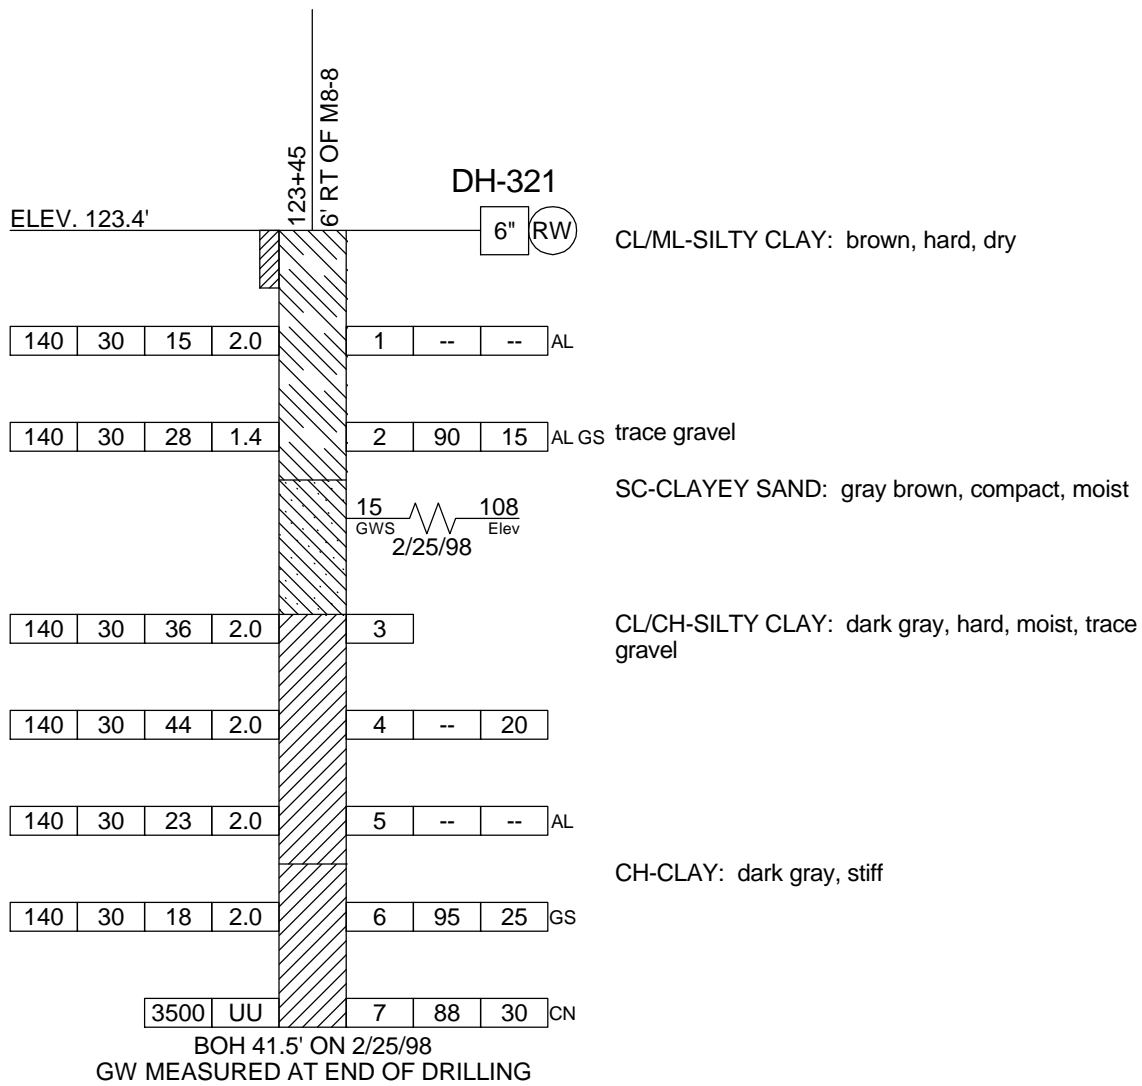 123+45
6' RT OF M8-8
DH-321
ELEV. 123.4'
6" RW
CL/ML-SILTY CLAY: brown, hard, dry
140 30 15 2.0 1 -- -- AL
140 30 28 1.4 2 90 15 AL GS trace gravel
SC-CLAYEY SAND: gray brown, compact, moist
15 108
GWS Elev
2/25/98
140 30 36 2.0 3
CL/CH-SILTY CLAY: dark gray, hard, moist, trace
gravel
140 30 44 2.0 4 -- 20
140 30 23 2.0 5 -- -- AL
CH-CLAY: dark gray, stiff
140 30 18 2.0 6 95 25 GS
3500 UU 7 88 30 CN
BOH 41.5' ON 2/25/98
GW MEASURED AT END OF DRILLING